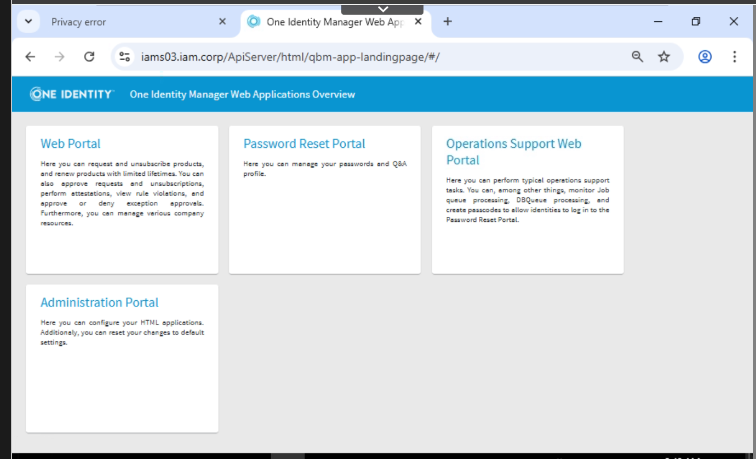 Privacy error
One Identity Manager Web App
iams03.iam.corp/ApiServer/html/qbm-app-landingpage/#/
ONE IDENTITY One Identity Manager Web Applications Overview
Web Portal
Here you can request and unsubscribe products,
and renew products with limited lifetimes. You can
also approve requests and unsubscriptions,
perform attestations, view rule violations, and
approve or deny exception approvals.
Furthermore, you can manage various company
resources.
Password Reset Portal
Here you can manage your passwords and Q&A
profile.
Operations Support Web
Portal
Here you can perform typical operations support
tasks. You can, among other things, monitor Job
queue processing, DBQueue processing, and
create passcodes to allow identities to log in to the
Password Reset Portal.
Administration Portal
Here you can configure your HTML applications.
Additionaly, you can reset your changes to default
settings.